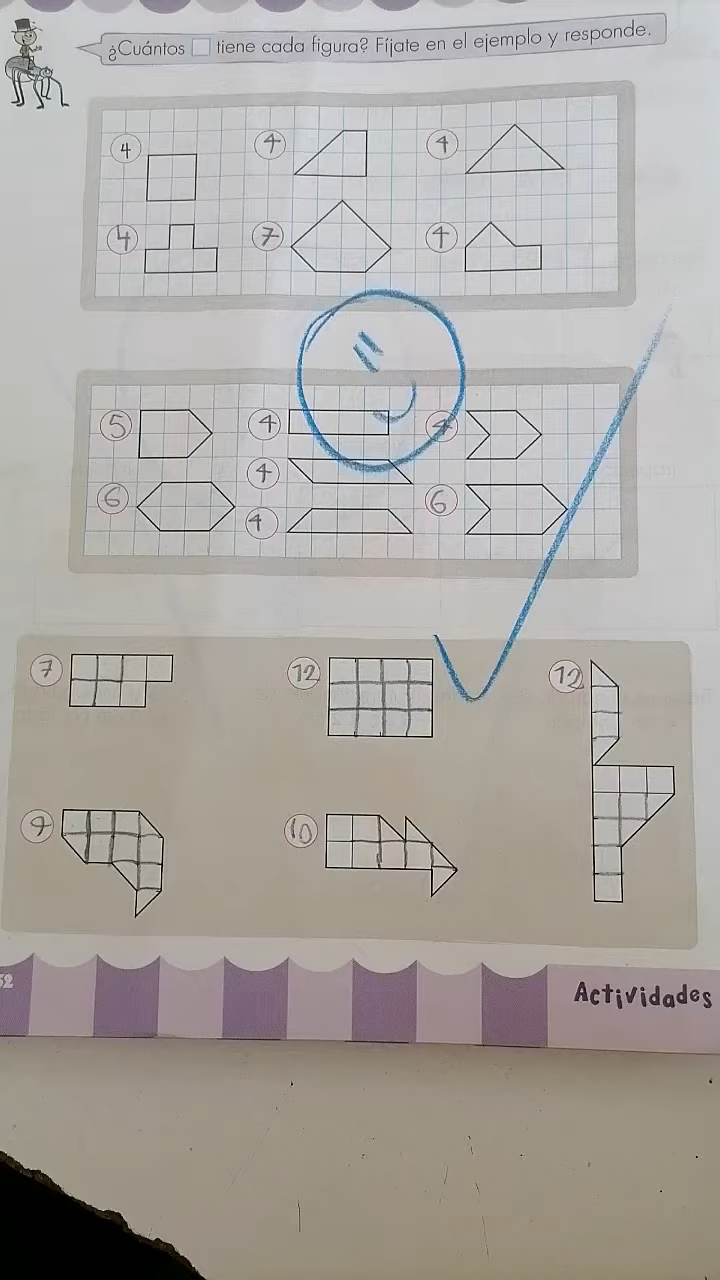 ¿Cuántos □ tiene cada figura? Fíjate en el ejemplo y responde.
4 4 4
4 7 4
5 4 4
4
6 4 6
7 12 12
9 10
52
Actividades